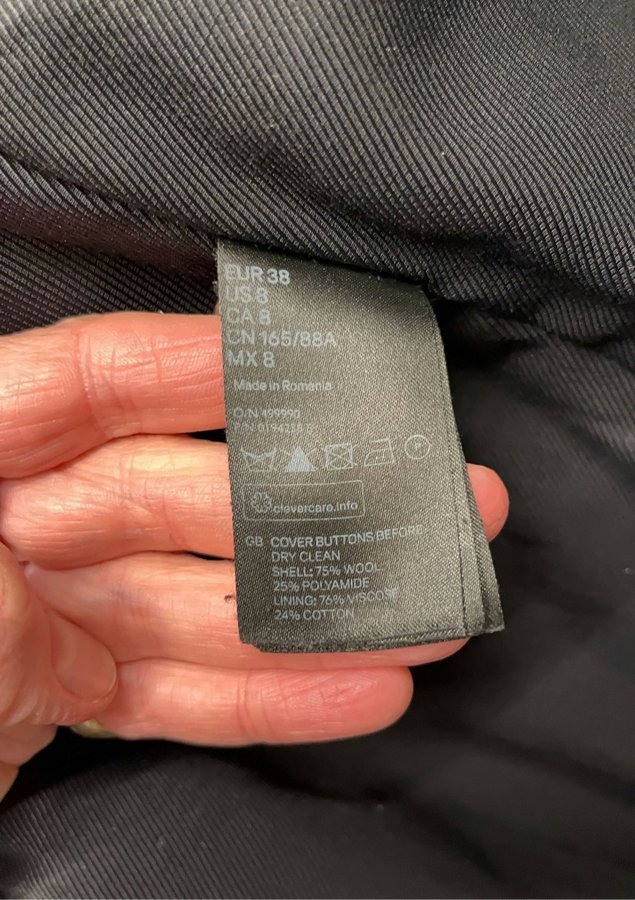 EUR 38
US 8
CA 8
CN 165/88A
MX 8
Made in Romania
O/N 499990
clevercare.info
GB COVER BUTTONS BEFORE
DRY CLEAN
SHELL: 75% WOOL
25% POLYAMIDE
LINING: 76% VISCOSE
24% COTTON